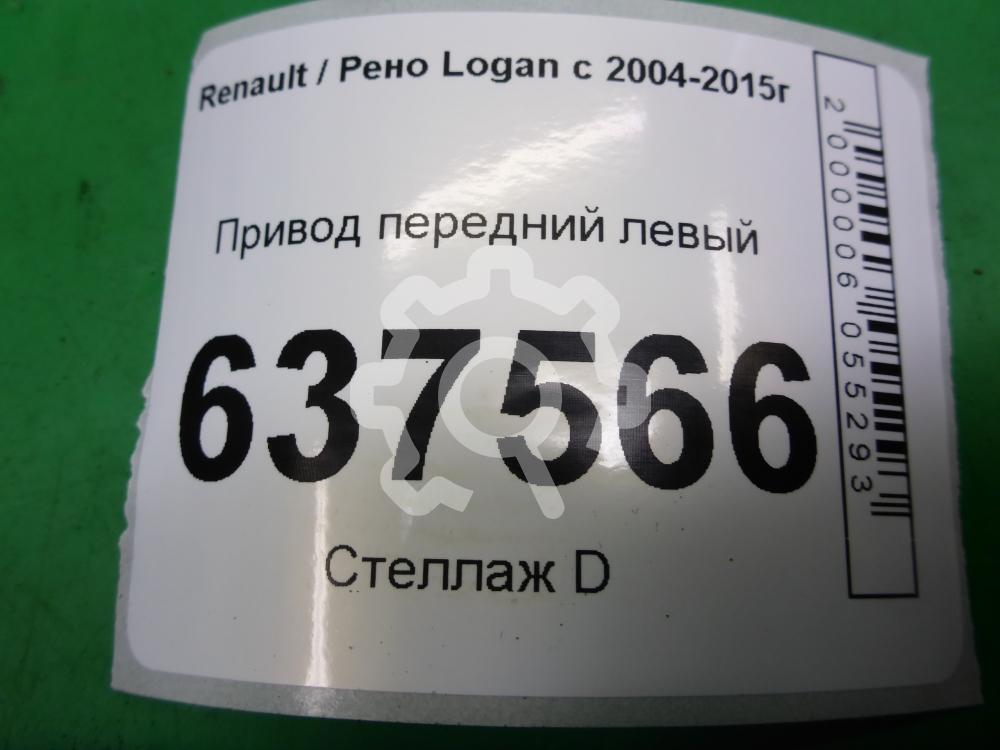 Renault / Рено Logan с 2004-2015г
Привод передний левый
637566
Стеллаж D
2000006055293